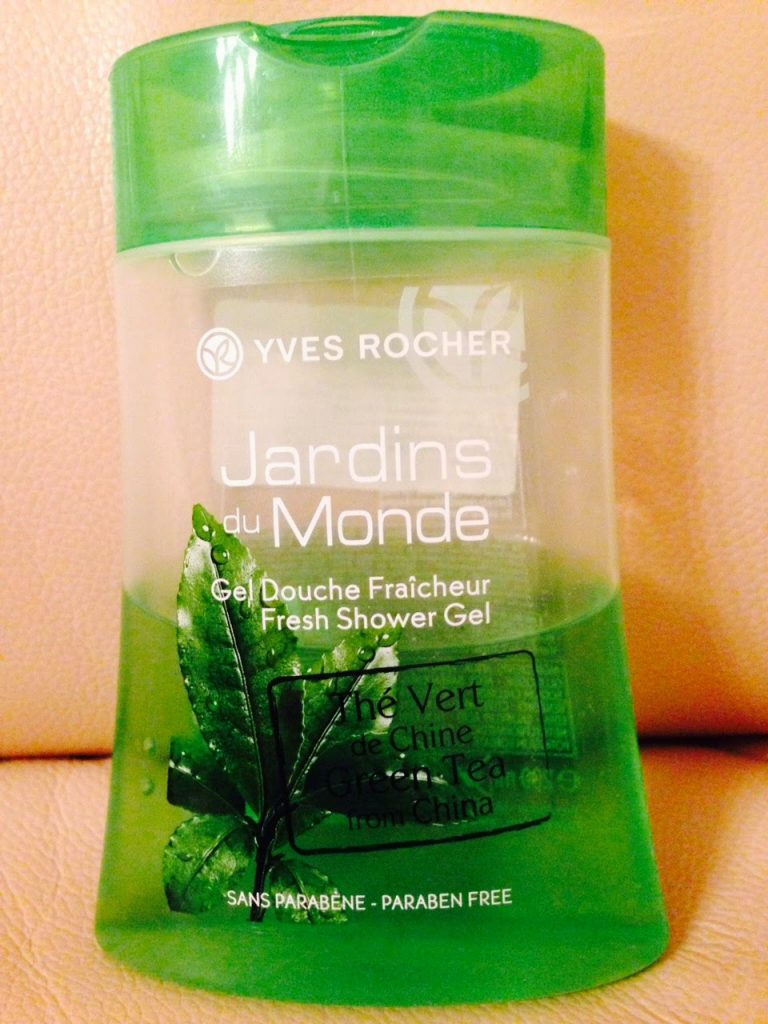 YVES ROCHER
Jardins
du Monde
Gel Douche Fraîcheur
Fresh Shower Gel
Thé Vert
de Chine
Green Tea
from China
SANS PARABÈNE - PARABEN FREE